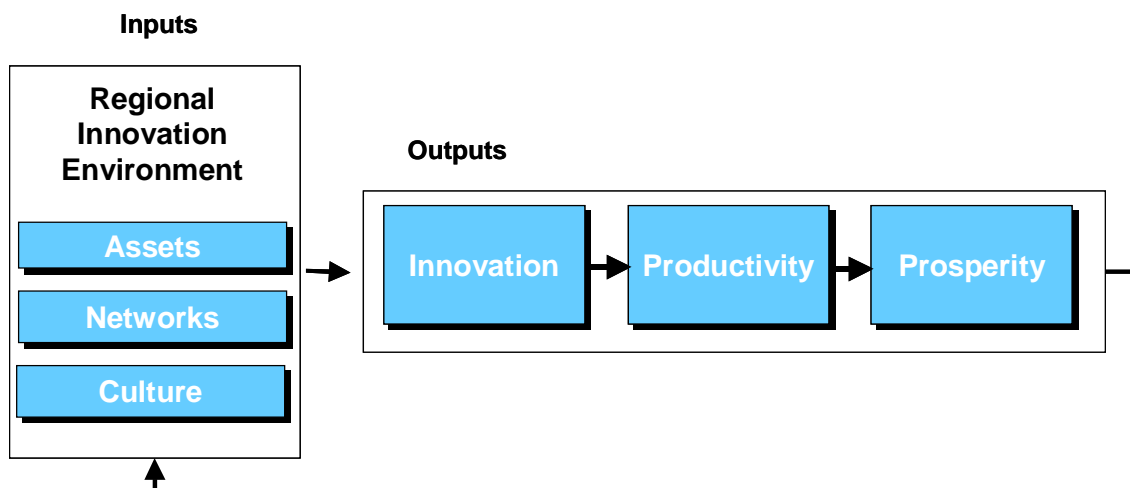 Inputs
Regional
Innovation
Environment
Assets
Networks
Culture
Outputs
Innovation
Productivity
Prosperity